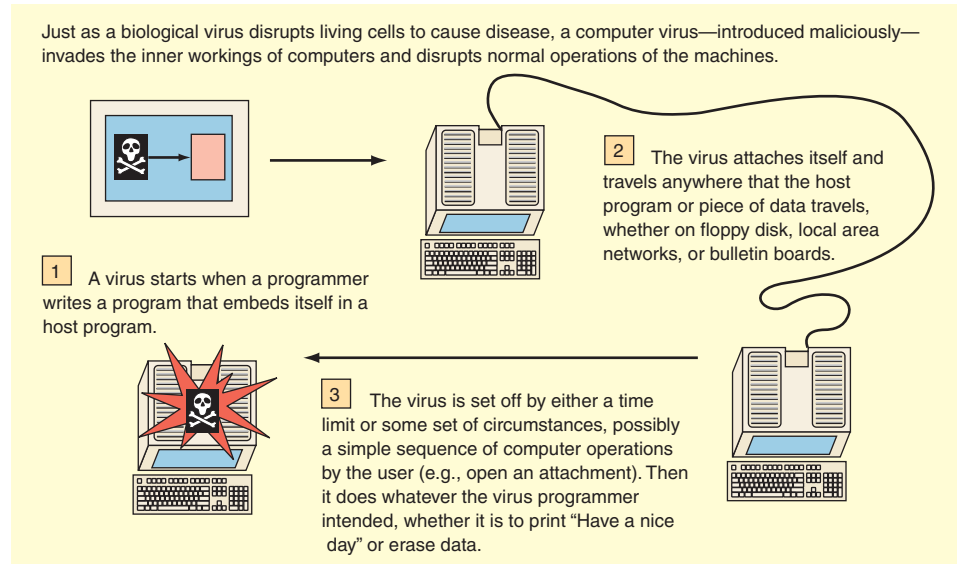 Just as a biological virus disrupts living cells to cause disease, a computer virus—introduced maliciously—
invades the inner workings of computers and disrupts normal operations of the machines.
1 A virus starts when a programmer
writes a program that embeds itself in a
host program.
2 The virus attaches itself and
travels anywhere that the host
program or piece of data travels,
whether on floppy disk, local area
networks, or bulletin boards.
3 The virus is set off by either a time
limit or some set of circumstances, possibly
a simple sequence of computer operations
by the user (e.g., open an attachment). Then
it does whatever the virus programmer
intended, whether it is to print “Have a nice
day” or erase data.